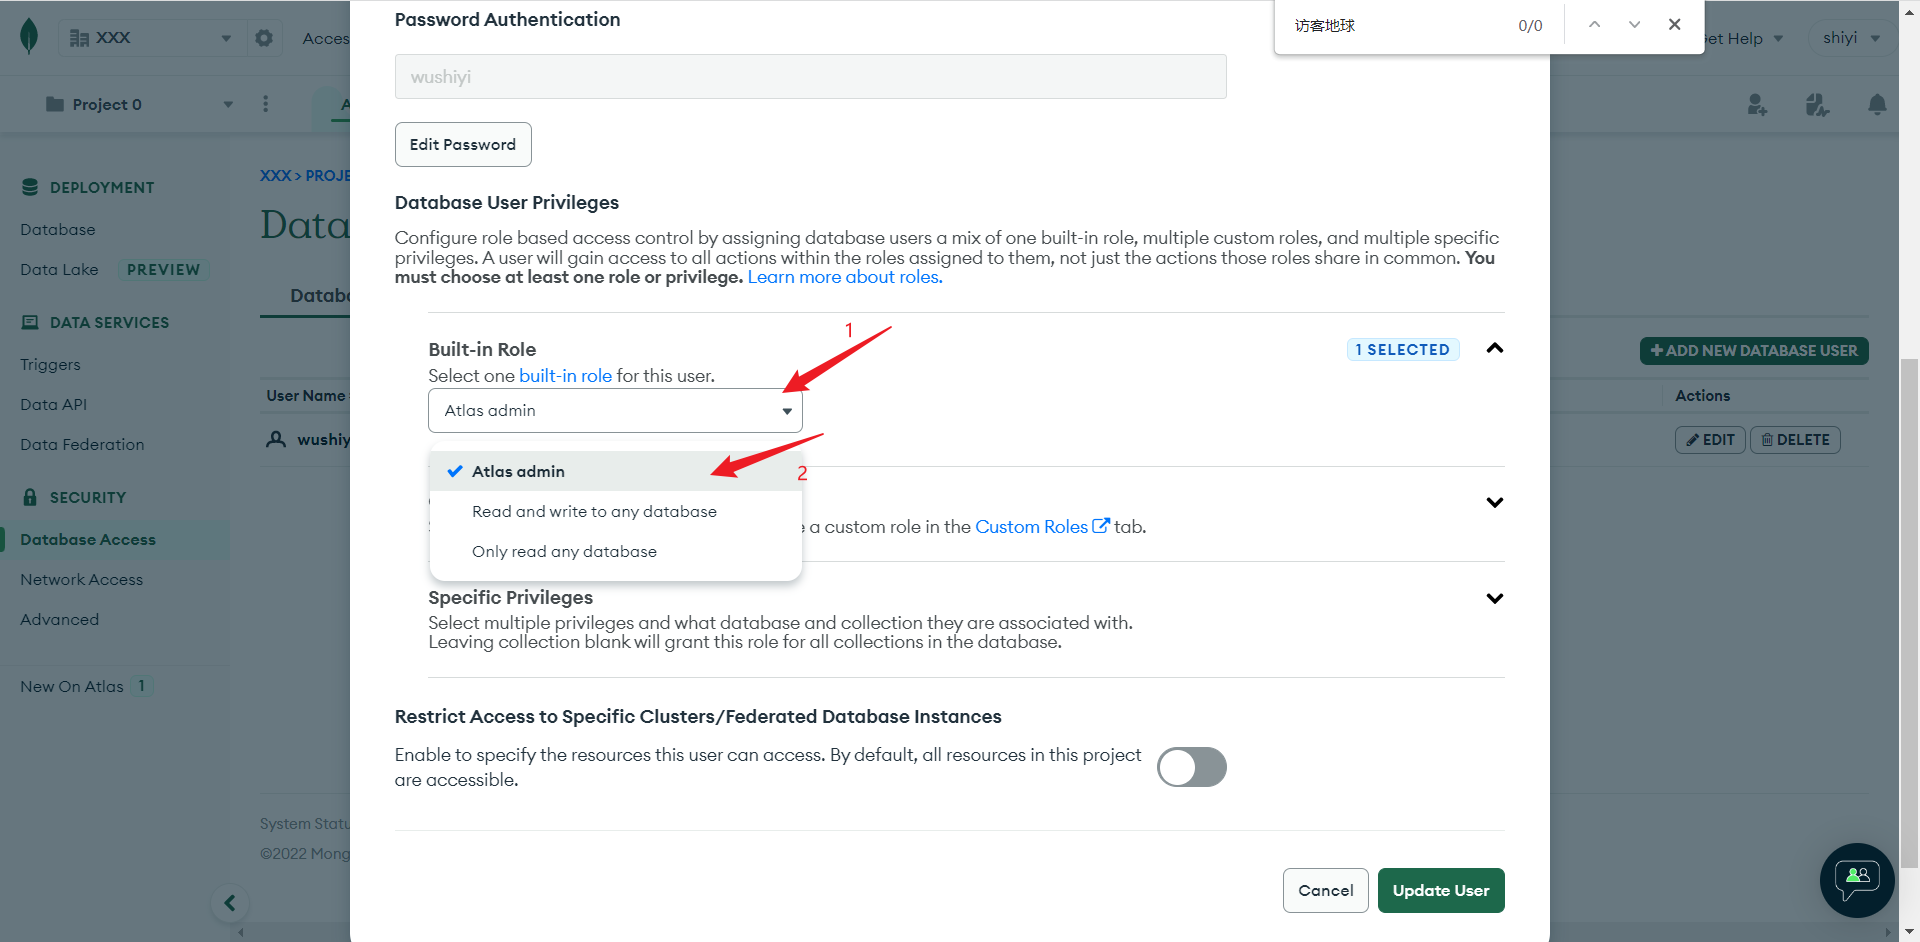 Password Authentication
访客地球
0/0
XXX
Acces
Get Help
shiyi
wushiyi
Project 0
A
Edit Password
DEPLOYMENT
XXX > PROJE
Database User Privileges
Database
Data
Configure role based access control by assigning database users a mix of one built-in role, multiple custom roles, and multiple specific
privileges. A user will gain access to all actions within the roles assigned to them, not just the actions those roles share in common. You
must choose at least one role or privilege. Learn more about roles.
Data Lake PREVIEW
Databa
DATA SERVICES
1
Built-in Role
1 SELECTED
+ ADD NEW DATABASE USER
Triggers
Select one built-in role for this user.
User Name
Actions
Data API
Atlas admin
Data Federation
wushiy
EDIT
DELETE
Atlas admin
2
SECURITY
Read and write to any database
e a custom role in the Custom Roles tab.
Database Access
Only read any database
Network Access
Specific Privileges
Advanced
Select multiple privileges and what database and collection they are associated with.
Leaving collection blank will grant this role for all collections in the database.
New On Atlas 1
Restrict Access to Specific Clusters/Federated Database Instances
Enable to specify the resources this user can access. By default, all resources in this project
are accessible.
System Statu
©2022 Mong
Cancel
Update User